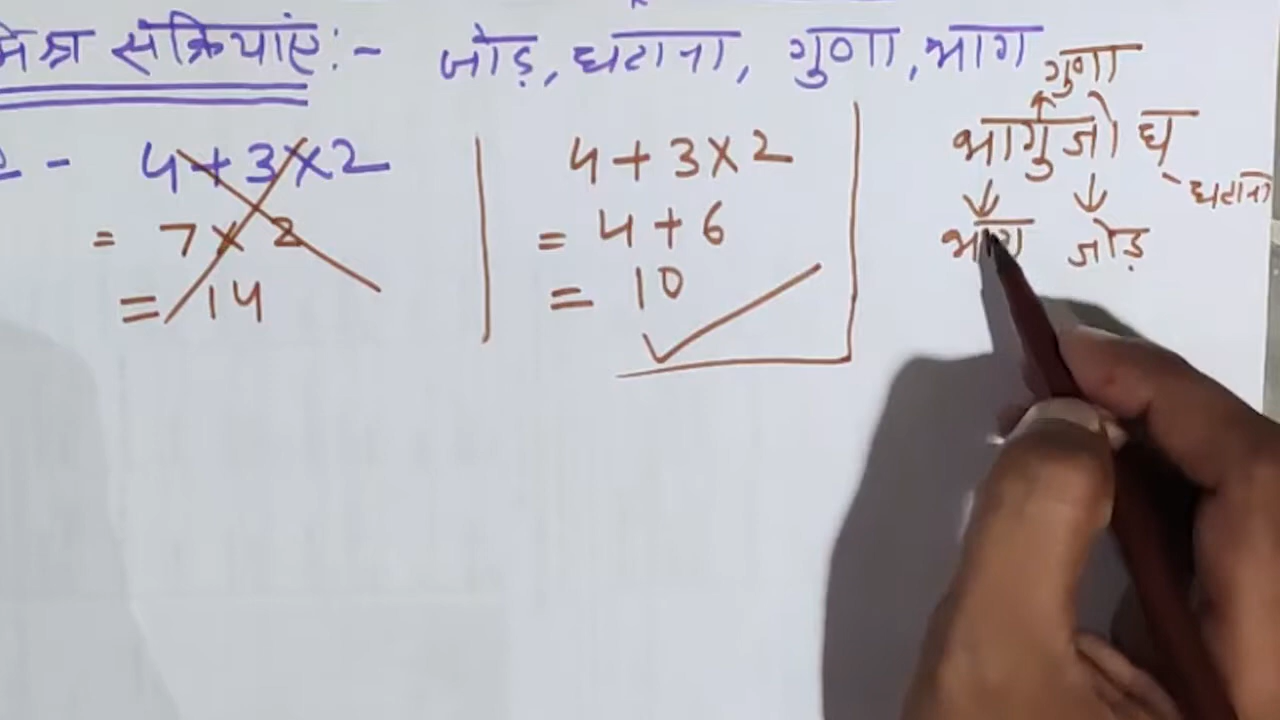 मिश्र संक्रियाएं:- जोड़, घटाना, गुणा, भाग
4+3×2
= 7×2
= 14
4+3×2
= 4+6
= 10
गुणा
भागुजोघ
घटाना
भाग जोड़